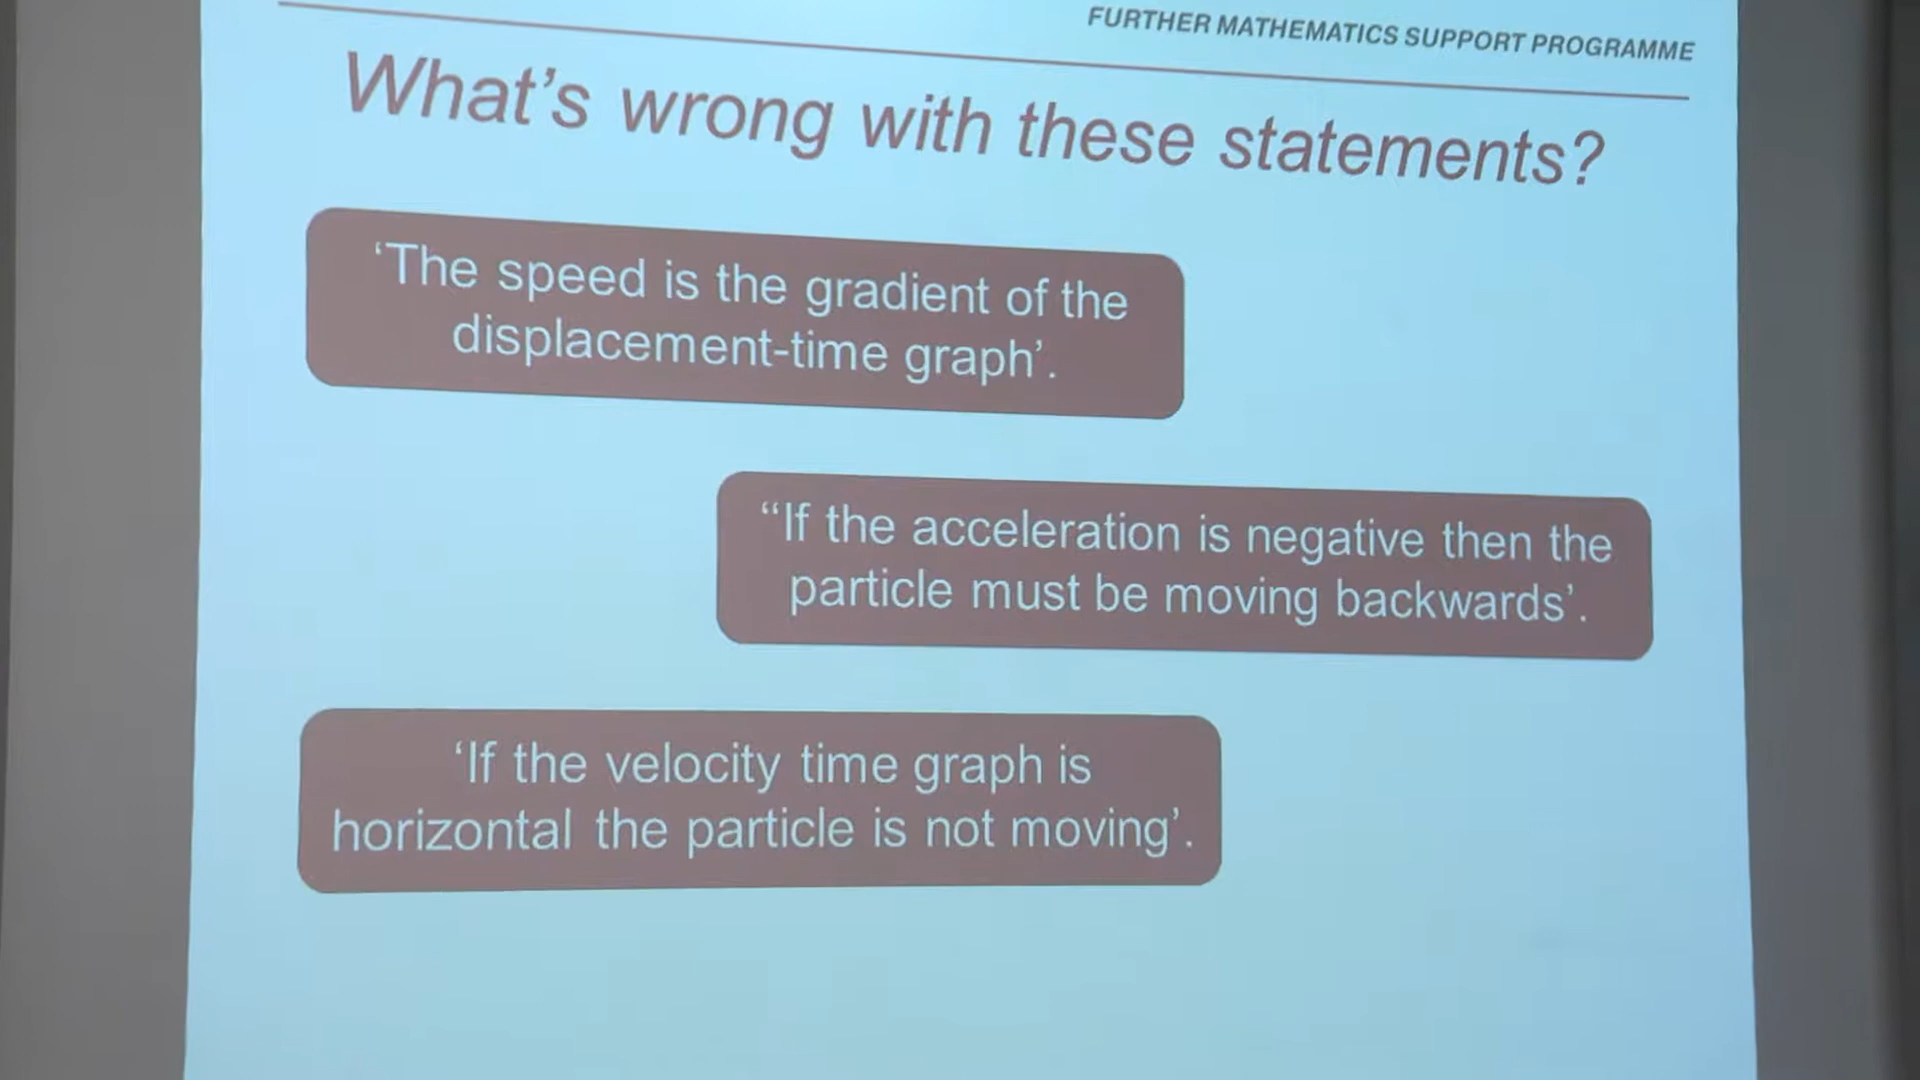 FURTHER MATHEMATICS SUPPORT PROGRAMME
What's wrong with these statements?
‘The speed is the gradient of the
displacement-time graph’.
“If the acceleration is negative then the
particle must be moving backwards’.
‘If the velocity time graph is
horizontal the particle is not moving’.